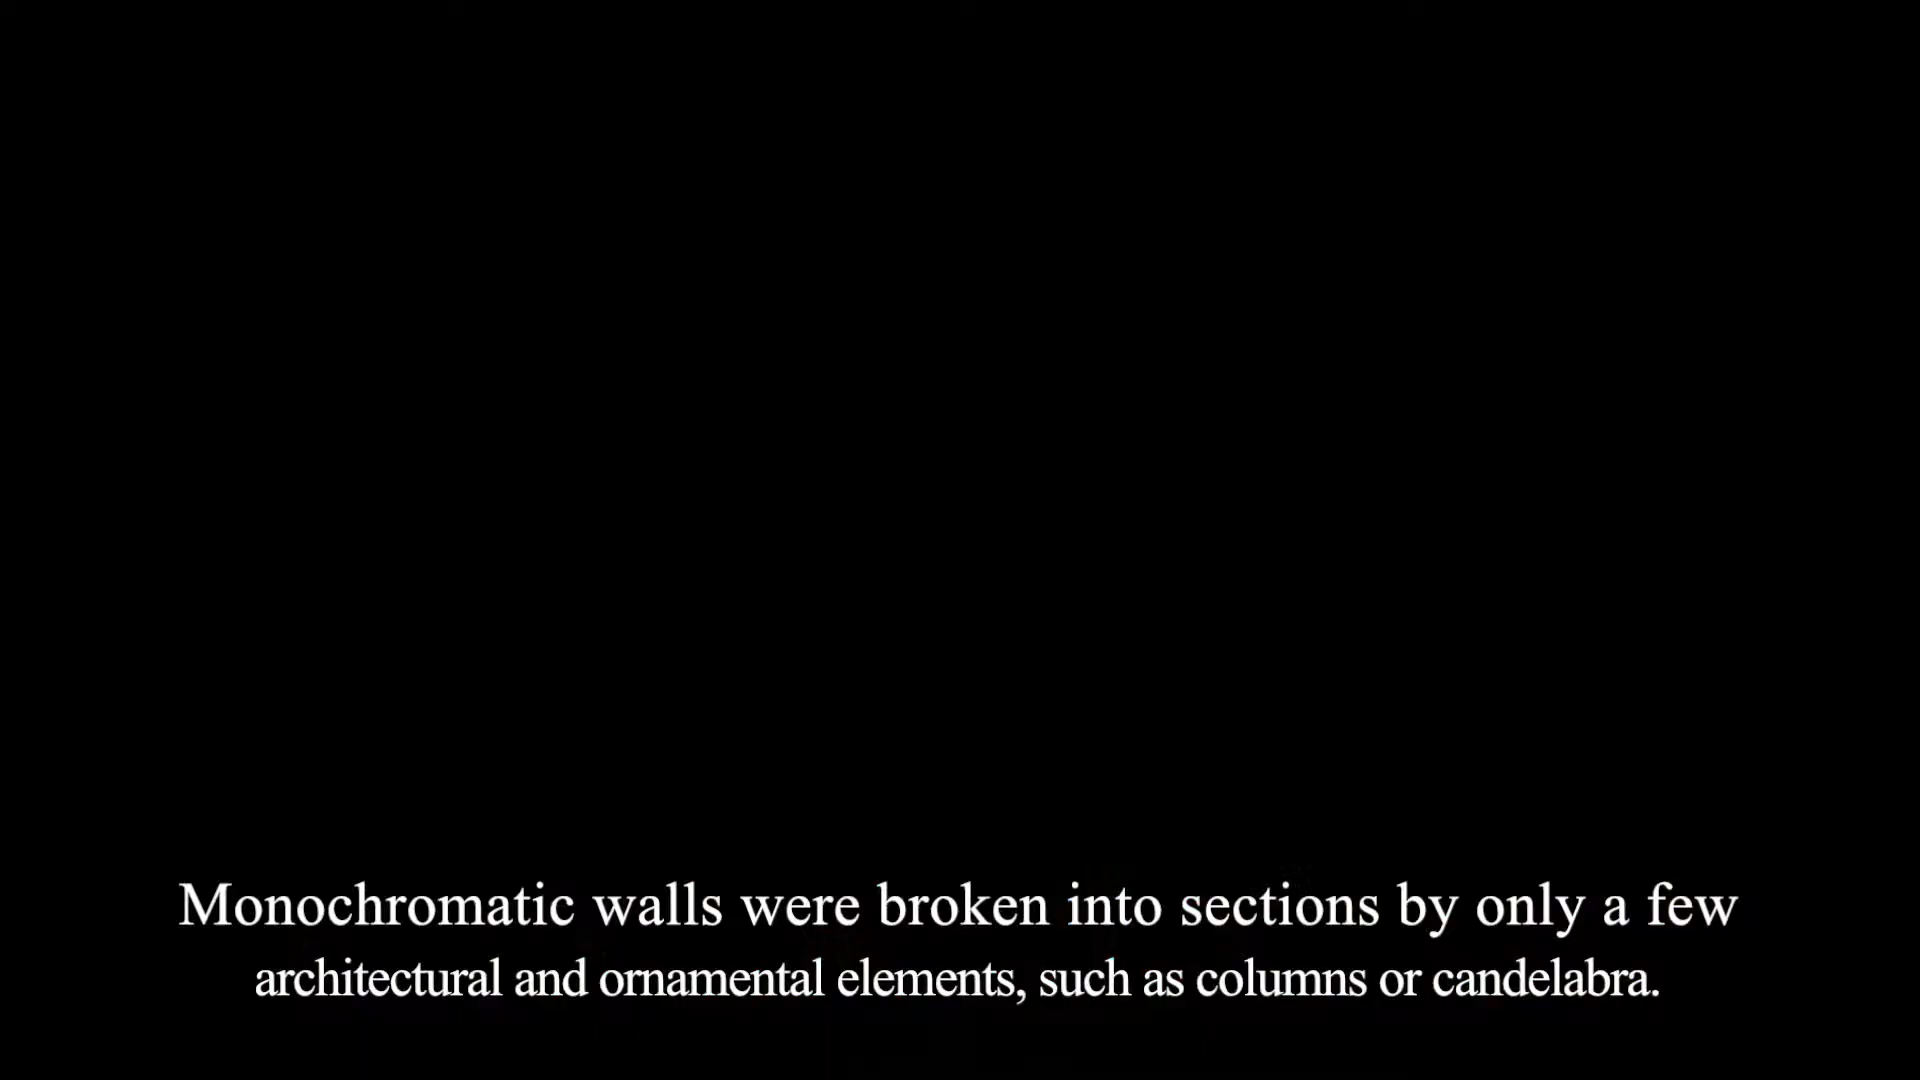 Monochromatic walls were broken into sections by only a few
architectural and ornamental elements, such as columns or candelabra.